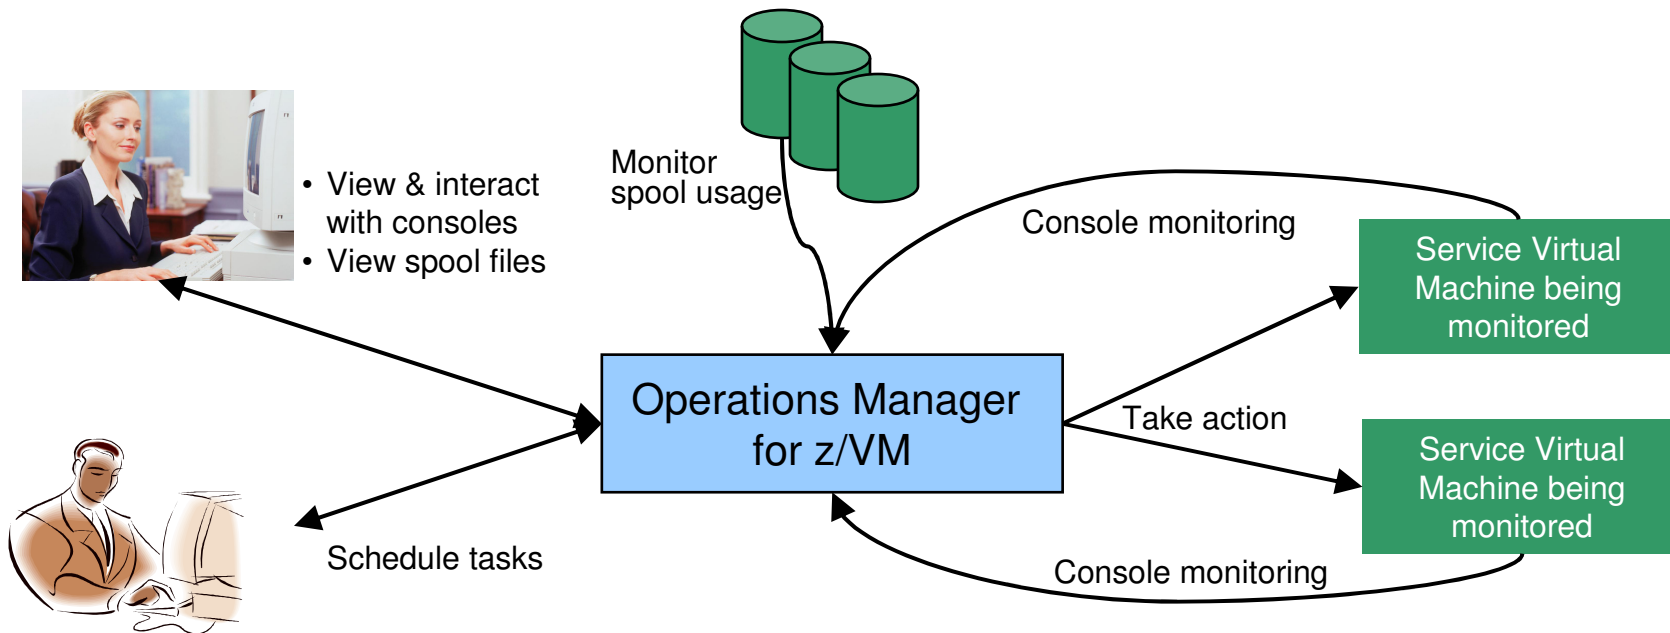 • View & interact
with consoles
• View spool files
Monitor
spool usage
Console monitoring
Service Virtual
Machine being
monitored
Operations Manager
for z/VM
Take action
Service Virtual
Machine being
monitored
Schedule tasks
Console monitoring